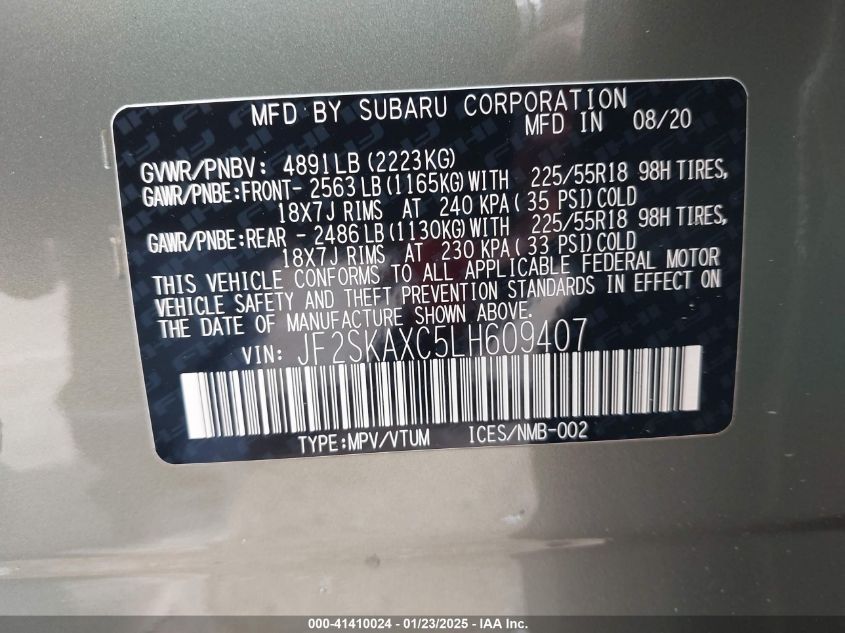 MFD BY SUBARU CORPORATION
MFD IN 08/20
GVWR/PNBV: 4891LB (2223KG)
GAWR/PNBE:FRONT- 2563 LB (1165KG) WITH 225/55R18 98H TIRES,
18X7J RIMS AT 240 KPA( 35 PSI) COLD
GAWR/PNBE:REAR - 2486 LB (1130KG) WITH 225/55R18 98H TIRES,
18X7J RIMS AT 230 KPA( 33 PSI) COLD
THIS VEHICLE CONFORMS TO ALL APPLICABLE FEDERAL MOTOR
VEHICLE SAFETY AND THEFT PREVENTION STANDARDS IN EFFECT ON
THE DATE OF MANUFACTURE SHOWN ABOVE.
VIN: JF2SKAXC5LH609407
TYPE:MPV/VTUM ICES/NMB-002
000-41410024 — 01/23/2025 — IAA Inc.